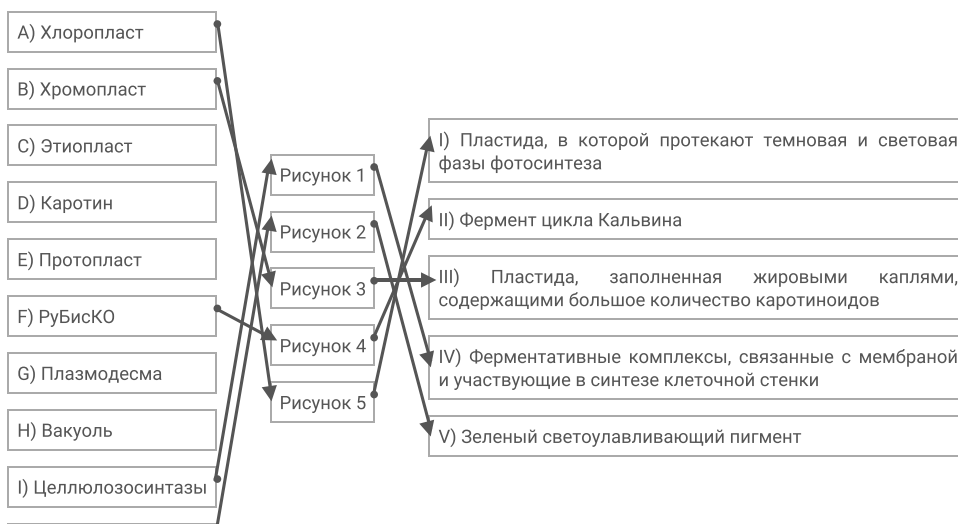 A) Хлоропласт
B) Хромопласт
C) Этиопласт
D) Каротин
E) Протопласт
F) РуБисКО
G) Плазмодесма
H) Вакуоль
I) Целлюлозосинтазы
Рисунок 1
Рисунок 2
Рисунок 3
Рисунок 4
Рисунок 5
I) Пластида, в которой протекают темновая и световая
фазы фотосинтеза
II) Фермент цикла Кальвина
III) Пластида, заполненная жировыми каплями,
содержащими большое количество каротиноидов
IV) Ферментативные комплексы, связанные с мембраной
и участвующие в синтезе клеточной стенки
V) Зеленый светоулавливающий пигмент